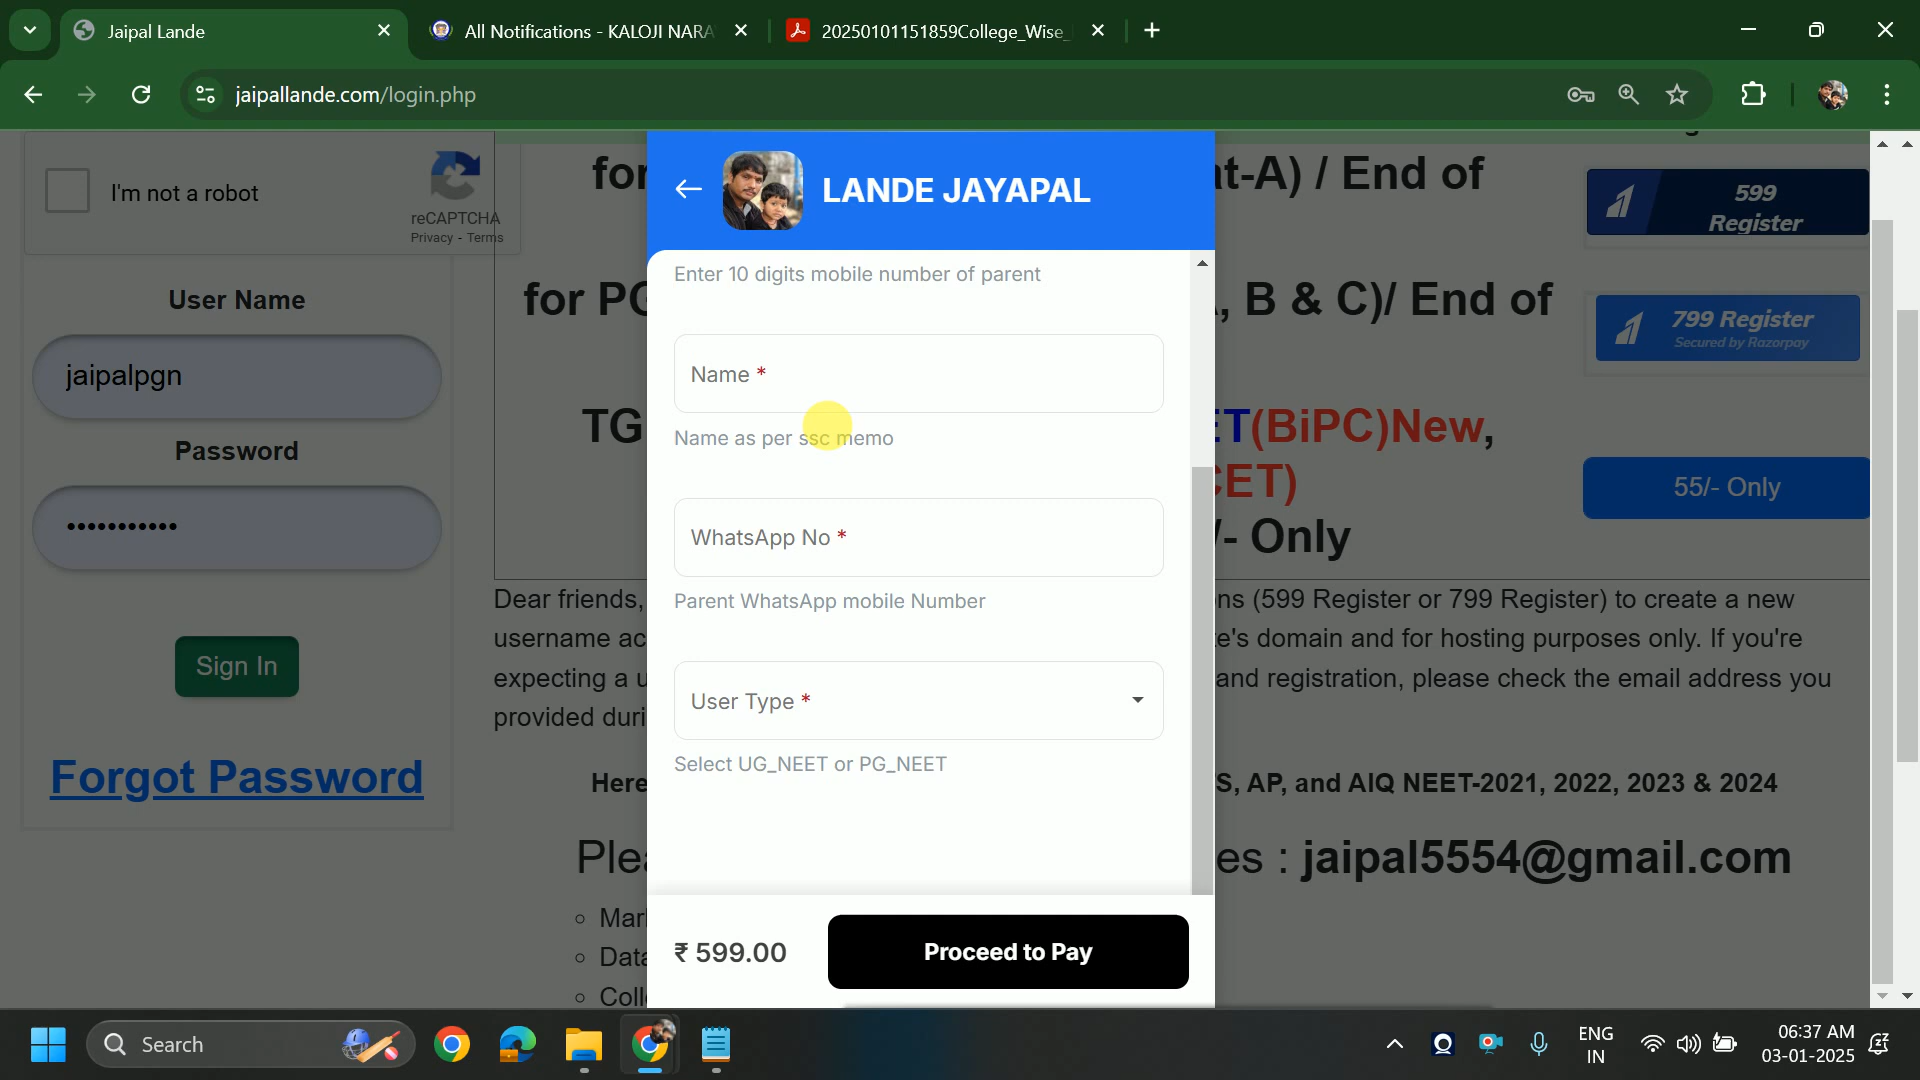 Jaipal Lande
All Notifications - KALOJI NARA
20250101151859College_Wise_
jaipallande.com/login.php
I'm not a robot
reCAPTCHA
Privacy - Terms
User Name
jaipalpgn
Password
•••••••••••
Sign In
Forgot Password
for
t-A) / End of
for PG
, B & C)/ End of
TG
ET(BiPC)New,
CET)
/- Only
599
Register
799 Register
Secured by Razorpay
55/- Only
Dear friends,
ns (599 Register or 799 Register) to create a new
username ac
e's domain and for hosting purposes only. If you're
expecting a u
and registration, please check the email address you
provided duri
Here
S, AP, and AIQ NEET-2021, 2022, 2023 & 2024
Plea
es : jaipal5554@gmail.com
Mar
Data
Coll
LANDE JAYAPAL
Enter 10 digits mobile number of parent
Name *
Name as per ssc memo
WhatsApp No *
Parent WhatsApp mobile Number
User Type *
Select UG_NEET or PG_NEET
₹ 599.00
Proceed to Pay
Search
ENG
IN
06:37 AM
03-01-2025